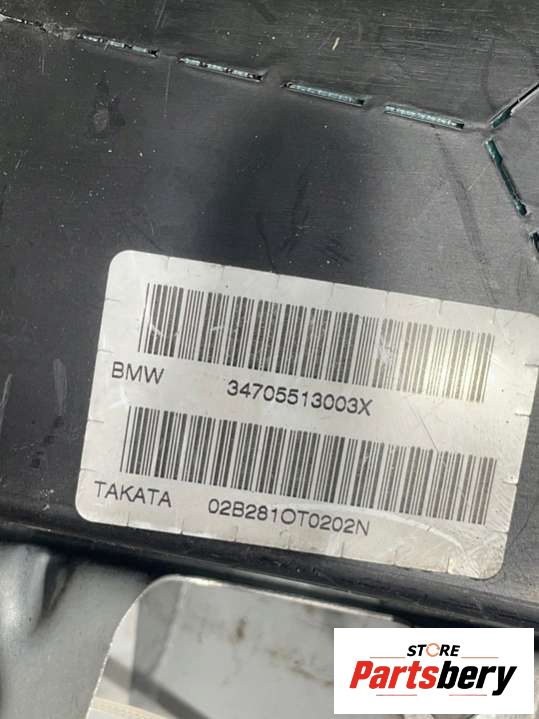 BMW 34705513003X
TAKATA 02B281OT0202N
STORE
Partsbery